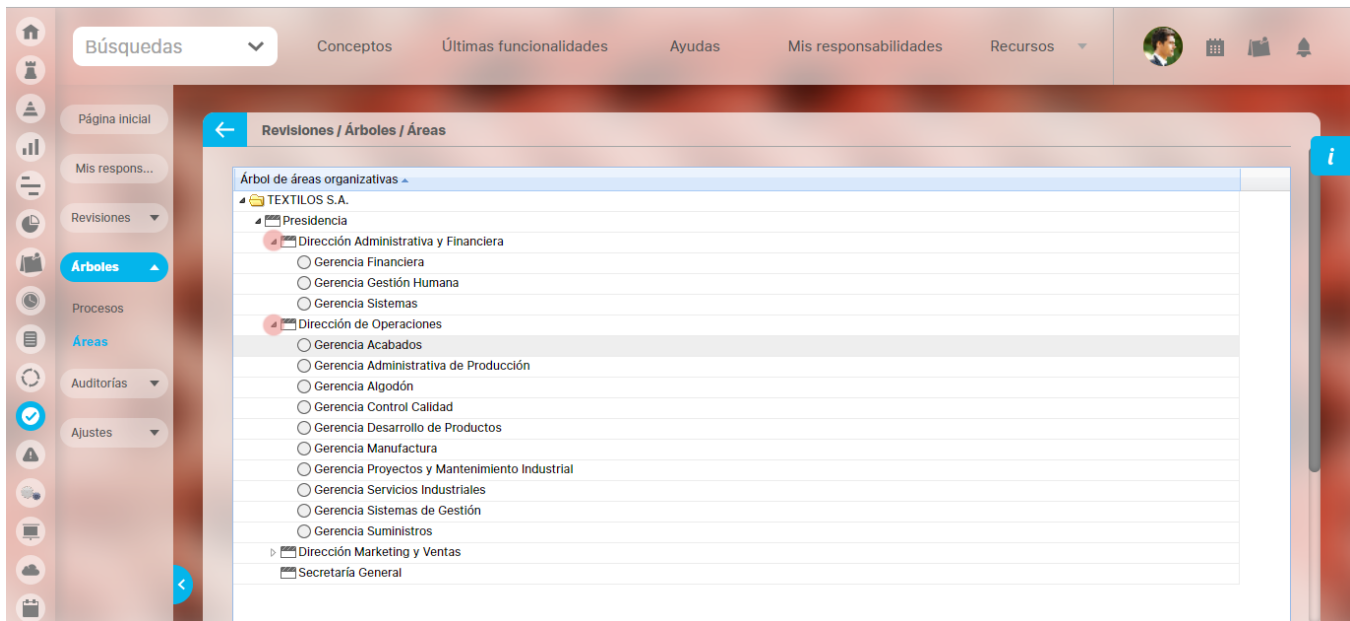 Búsquedas
Conceptos
Últimas funcionalidades
Ayudas
Mis responsabilidades
Recursos
Página inicial
Mis respons...
Revisiones
Árboles
Procesos
Áreas
Auditorías
Ajustes
Revisiones / Árboles / Áreas
i
Árbol de áreas organizativas
TEXTILOS S.A.
Presidencia
Dirección Administrativa y Financiera
Gerencia Financiera
Gerencia Gestión Humana
Gerencia Sistemas
Dirección de Operaciones
Gerencia Acabados
Gerencia Administrativa de Producción
Gerencia Algodón
Gerencia Control Calidad
Gerencia Desarrollo de Productos
Gerencia Manufactura
Gerencia Proyectos y Mantenimiento Industrial
Gerencia Servicios Industriales
Gerencia Sistemas de Gestión
Gerencia Suministros
Dirección Marketing y Ventas
Secretaría General